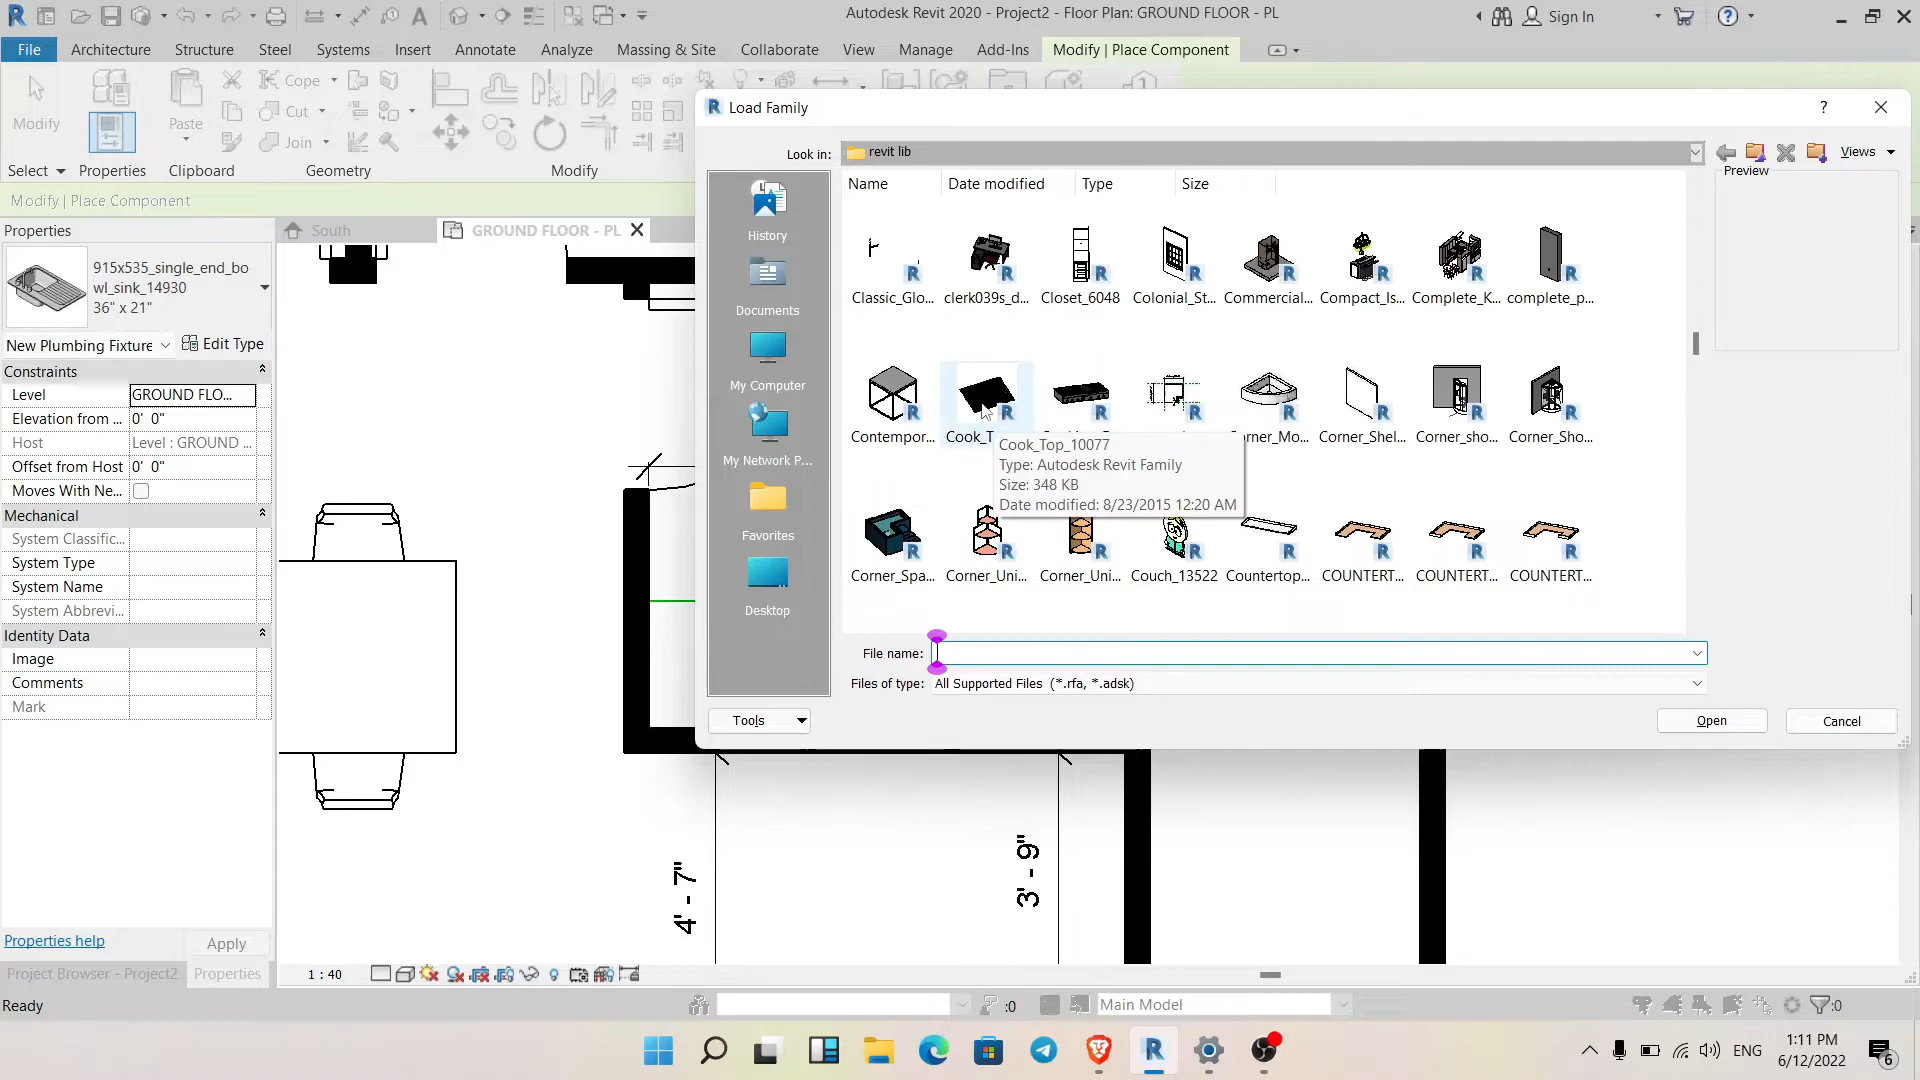 Autodesk Revit 2020 - Project2 - Floor Plan: GROUND FLOOR - PL
Sign In
File
Architecture
Structure
Steel
Systems
Insert
Annotate
Analyze
Massing & Site
Collaborate
View
Manage
Add-Ins
Modify | Place Component
Modify
Paste
Cope
Cut
Join
Select
Properties
Clipboard
Geometry
Modify
Modify | Place Component
Properties
South
GROUND FLOOR - PL
915x535_single_end_bo
wl_sink_14930
36" x 21"
New Plumbing Fixture
Edit Type
Constraints
Level
GROUND FLO...
Elevation from ...
0' 0"
Host
Level : GROUND ...
Offset from Host
0' 0"
Moves With Ne...
Mechanical
System Classific...
System Type
System Name
System Abbrevi...
Identity Data
Image
Comments
Mark
Properties help
Apply
Project Browser - Project2
Properties
Load Family
Look in:
revit lib
Views
Preview
Name
Date modified
Type
Size
History
Documents
My Computer
My Network P...
Favorites
Desktop
Classic_Glo...
clerk039s_d...
Closet_6048
Colonial_St...
Commercial...
Compact_Is...
Complete_K...
complete_p...
Contempor...
Cook_T
rner_Mo...
Corner_Shel...
Corner_sho...
Corner_Sho...
Cook_Top_10077
Type: Autodesk Revit Family
Size: 348 KB
Date modified: 8/23/2015 12:20 AM
Corner_Spa...
Corner_Uni...
Corner_Uni...
Couch_13522
Countertop...
COUNTERT...
COUNTERT...
COUNTERT...
File name:
Files of type:
All Supported Files (*.rfa, *.adsk)
Tools
Open
Cancel
4' - 7"
3' - 9"
1 : 40
Ready
:0
Main Model
:0
ENG
1:11 PM
6/12/2022
6